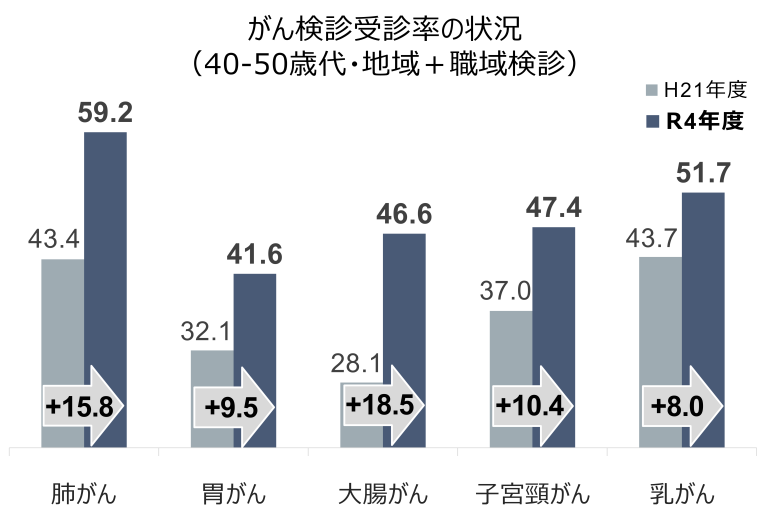 がん検診受診率の状況
（40-50歳代・地域＋職域検診）
H21年度
R4年度
59.2
43.4
+15.8
肺がん
41.6
32.1
+9.5
胃がん
46.6
28.1
+18.5
大腸がん
47.4
37.0
+10.4
子宮頸がん
51.7
43.7
+8.0
乳がん